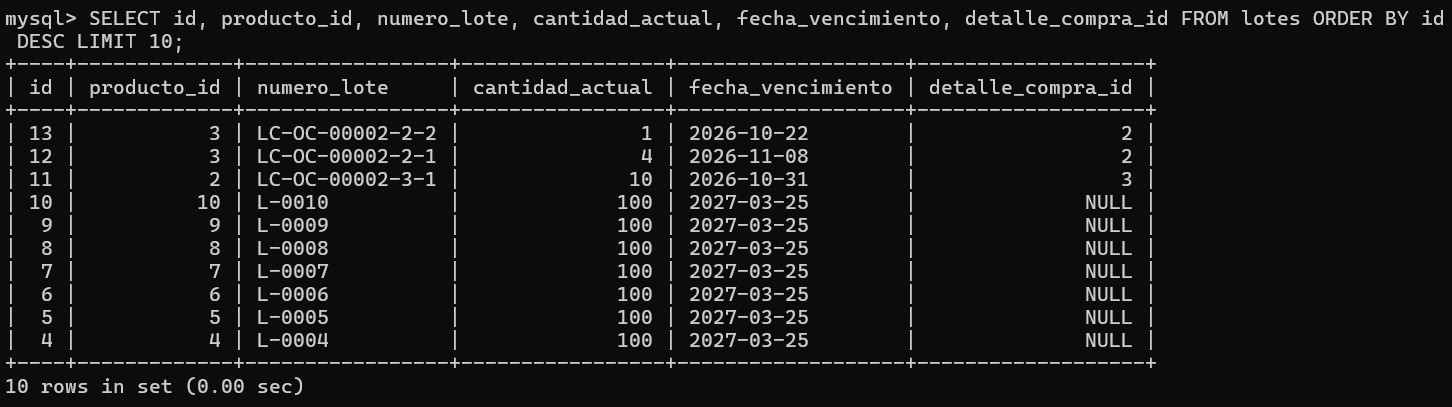 mysql> SELECT id, producto_id, numero_lote, cantidad_actual, fecha_vencimiento, detalle_compra_id FROM lotes ORDER BY id
 DESC LIMIT 10;
+----+-------------+-----------------+-----------------+-------------------+-------------------+
| id | producto_id | numero_lote     | cantidad_actual | fecha_vencimiento | detalle_compra_id |
+----+-------------+-----------------+-----------------+-------------------+-------------------+
| 13 |           3 | LC-OC-00002-2-2 |               1 | 2026-10-22        |                 2 |
| 12 |           3 | LC-OC-00002-2-1 |               4 | 2026-11-08        |                 2 |
| 11 |           2 | LC-OC-00002-3-1 |              10 | 2026-10-31        |                 3 |
| 10 |          10 | L-0010          |             100 | 2027-03-25        |              NULL |
|  9 |           9 | L-0009          |             100 | 2027-03-25        |              NULL |
|  8 |           8 | L-0008          |             100 | 2027-03-25        |              NULL |
|  7 |           7 | L-0007          |             100 | 2027-03-25        |              NULL |
|  6 |           6 | L-0006          |             100 | 2027-03-25        |              NULL |
|  5 |           5 | L-0005          |             100 | 2027-03-25        |              NULL |
|  4 |           4 | L-0004          |             100 | 2027-03-25        |              NULL |
+----+-------------+-----------------+-----------------+-------------------+-------------------+
10 rows in set (0.00 sec)